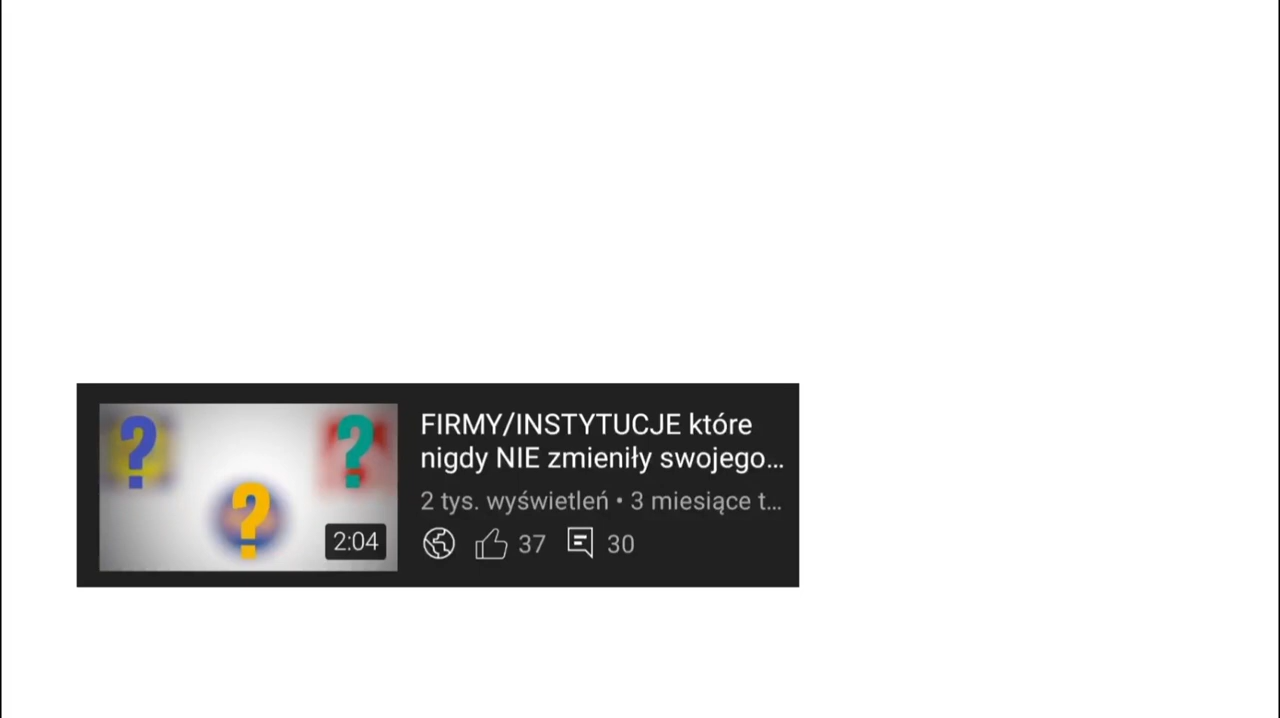 ?
?
?
2:04
FIRMY/INSTYTUCJE które
nigdy NIE zmieniły swojego...
2 tys. wyświetleń • 3 miesiące t...
37
30